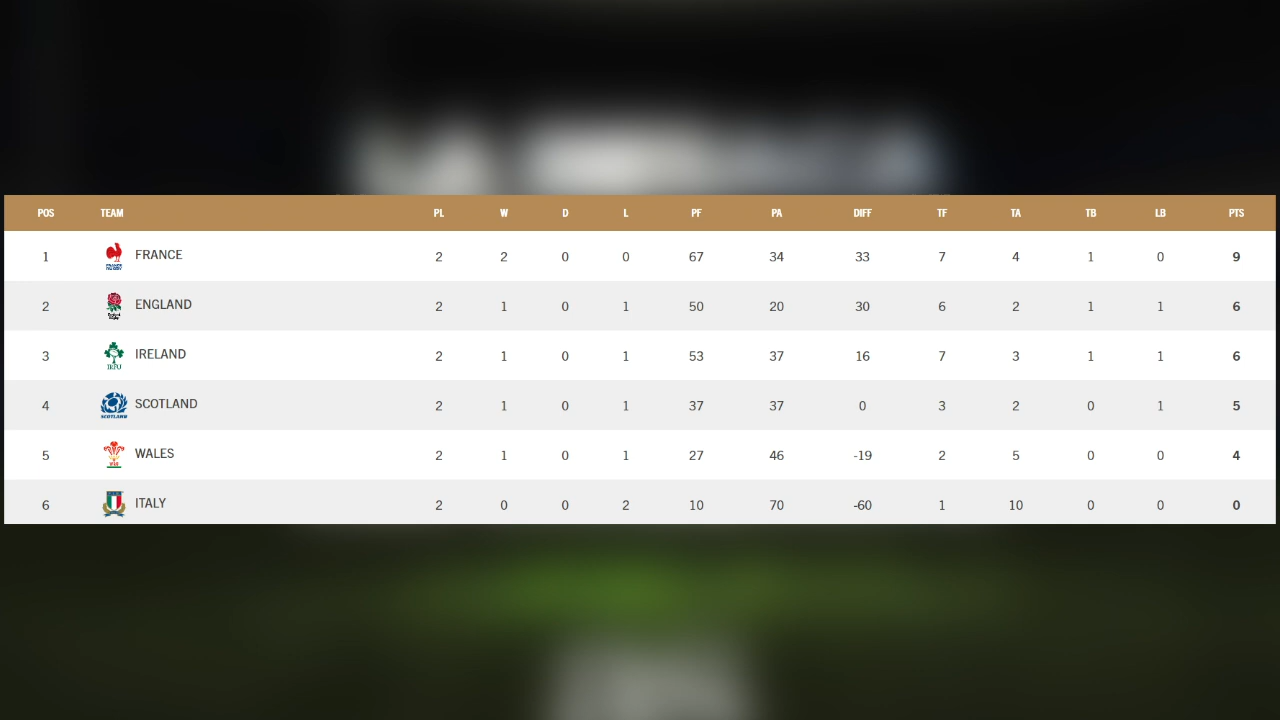 POS TEAM PL W D L PF PA DIFF TF TA TB LB PTS
1 FRANCE 2 2 0 0 67 34 33 7 4 1 0 9
2 ENGLAND 2 1 0 1 50 20 30 6 2 1 1 6
3 IRELAND 2 1 0 1 53 37 16 7 3 1 1 6
4 SCOTLAND 2 1 0 1 37 37 0 3 2 0 1 5
5 WALES 2 1 0 1 27 46 -19 2 5 0 0 4
6 ITALY 2 0 0 2 10 70 -60 1 10 0 0 0